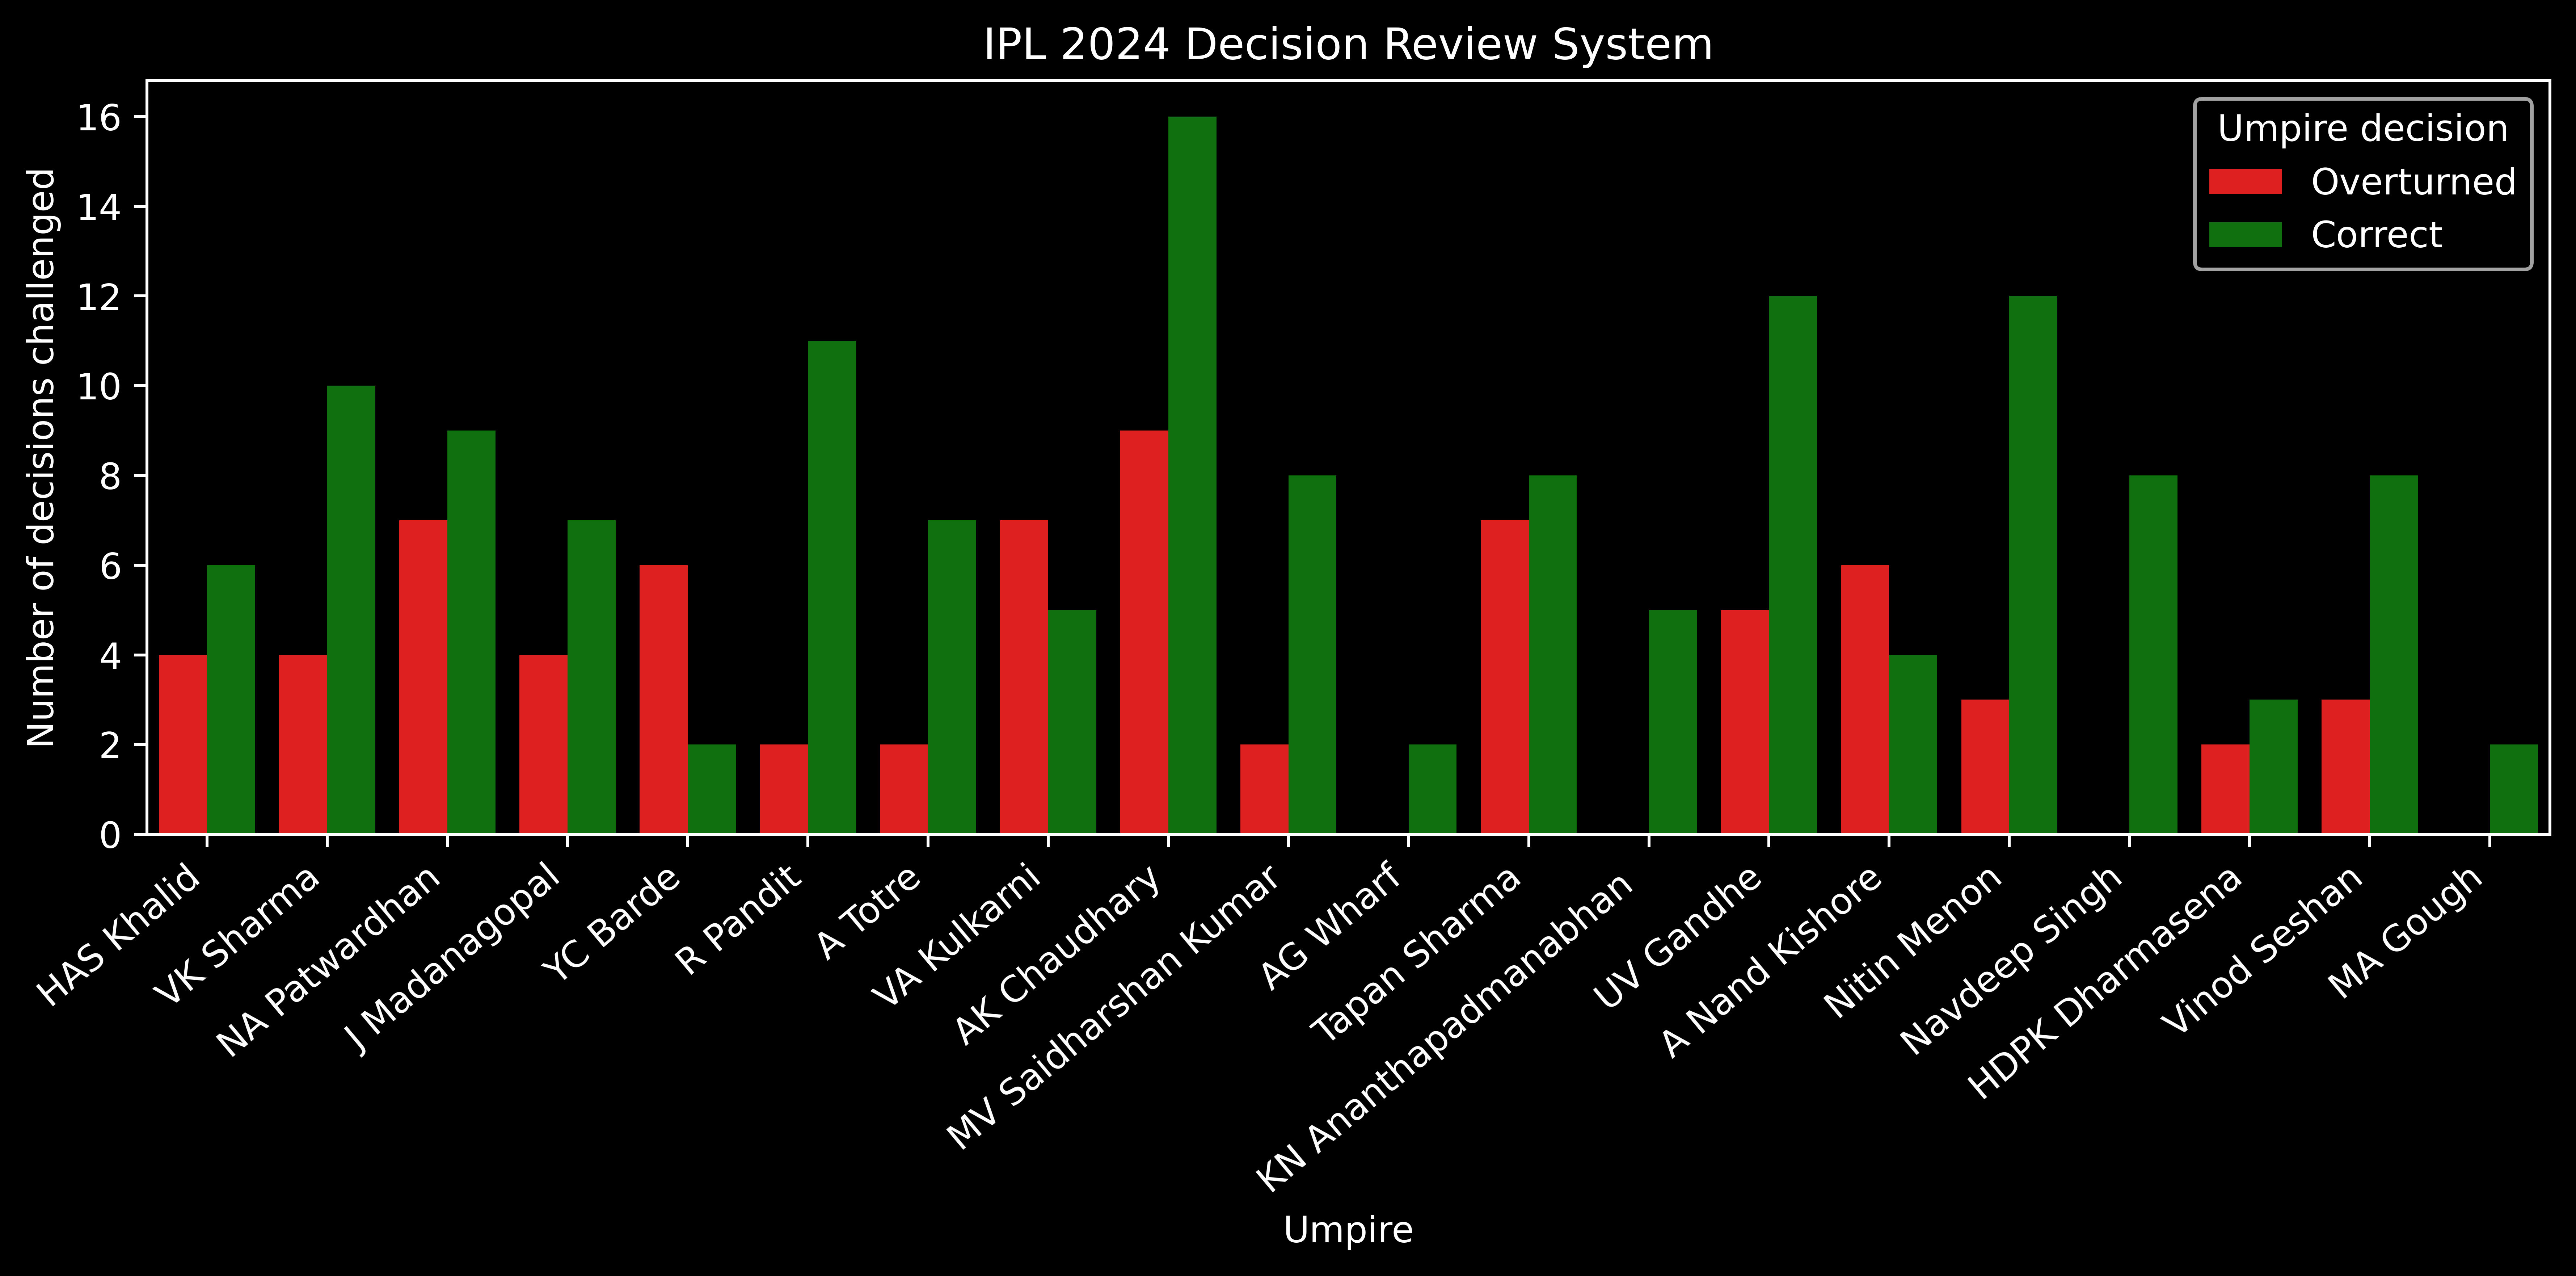 IPL 2024 Decision Review System
Number of decisions challenged
16
14
12
10
8
6
4
2
0
Umpire decision
Overturned
Correct
HAS Khalid
VK Sharma
NA Patwardhan
J Madanagopal
YC Barde
R Pandit
A Totre
VA Kulkarni
AK Chaudhary
MV Saidharshan Kumar
AG Wharf
Tapan Sharma
KN Ananthapadmanabhan
UV Gandhe
A Nand Kishore
Nitin Menon
Navdeep Singh
HDPK Dharmasena
Vinod Seshan
MA Gough
Umpire